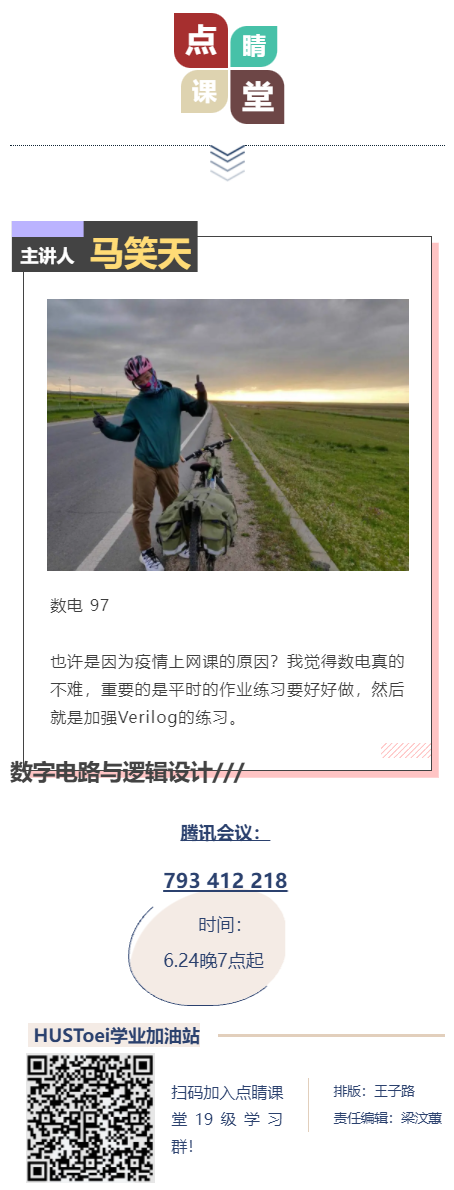 点睛
课堂
主讲人 马笑天
数电 97
也许是因为疫情上网课的原因？我觉得数电真的
不难，重要的是平时的作业练习要好好做，然后
就是加强Verilog的练习。
数字电路与逻辑设计///
腾讯会议：
793 412 218
时间：
6.24晚7点起
HUSToei学业加油站
扫码加入点睛课
堂19级学习
群!
排版：王子路
责任编辑：梁汶蕙